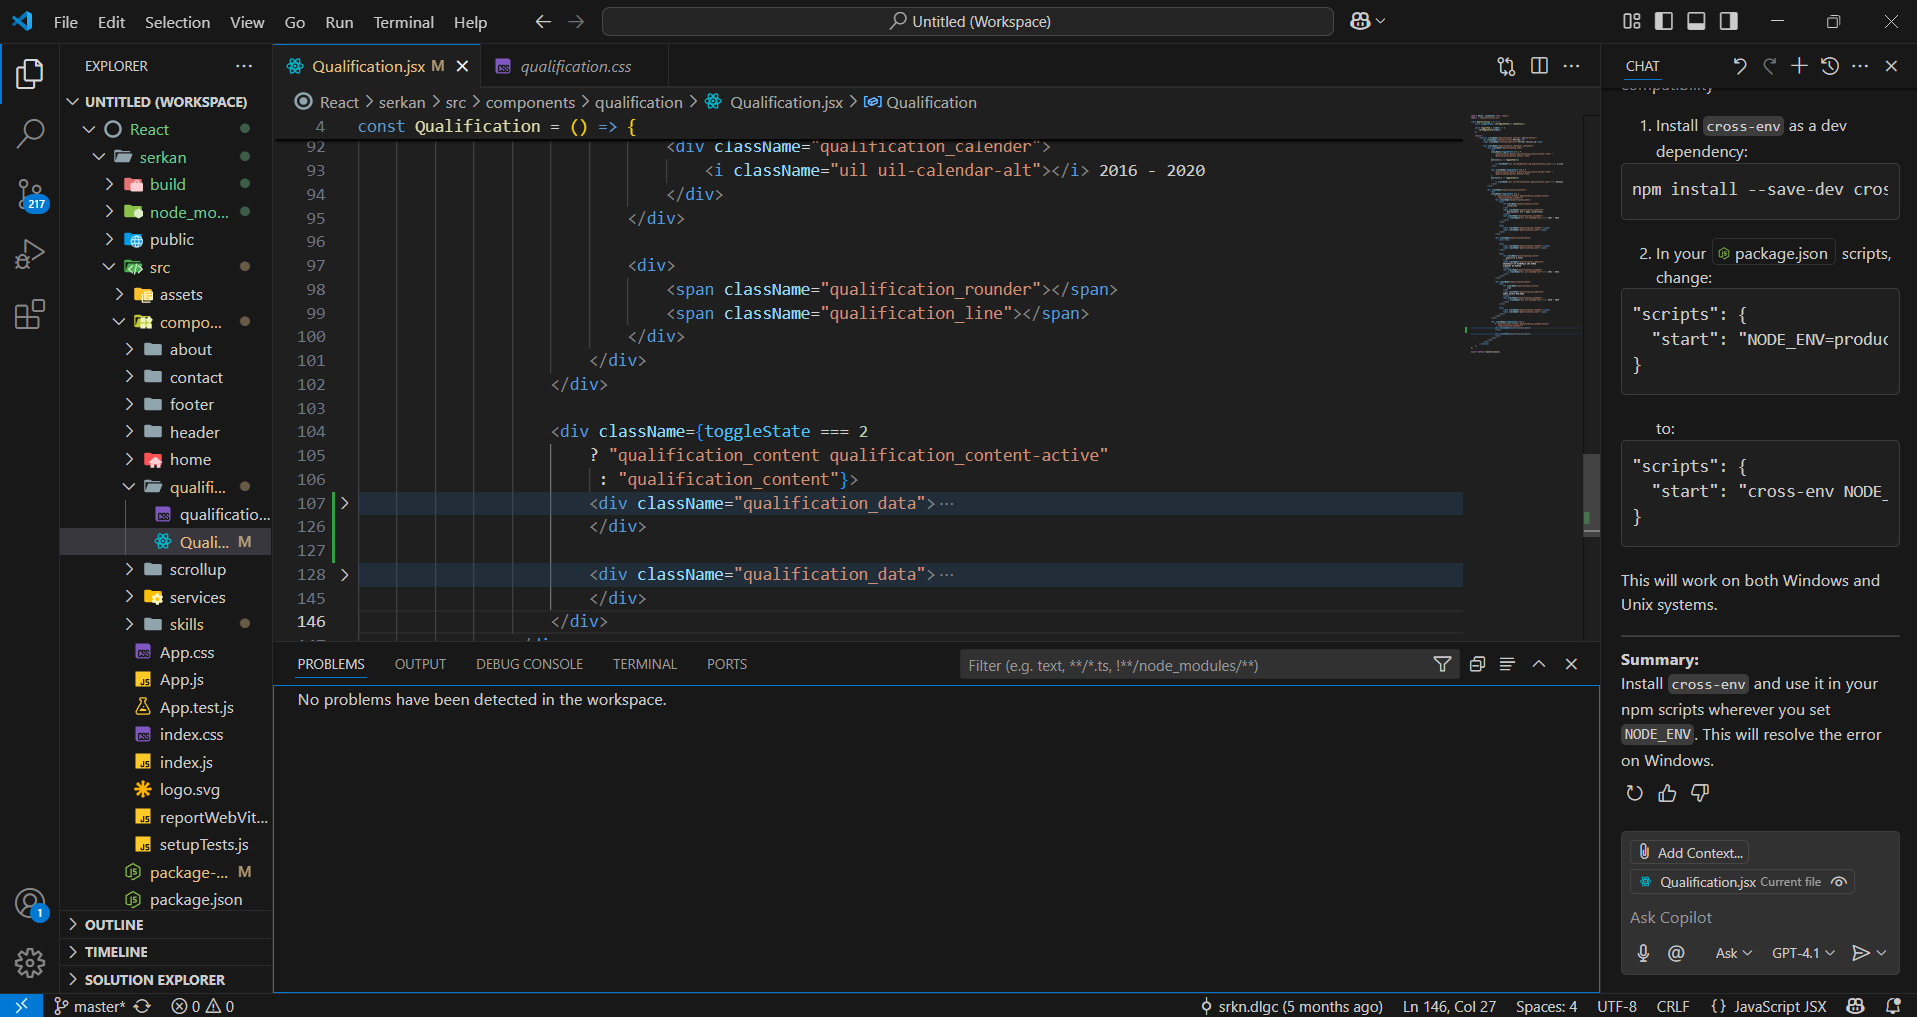 File Edit Selection View Go Run Terminal Help
Untitled (Workspace)
EXPLORER
UNTITLED (WORKSPACE)
React
serkan
build
node_mo...
public
src
assets
compo...
about
contact
footer
header
home
qualifi...
qualificatio...
Quali... M
scrollup
services
skills
App.css
App.js
App.test.js
index.css
index.js
logo.svg
reportWebVit...
setupTests.js
package-... M
package.json
OUTLINE
TIMELINE
SOLUTION EXPLORER
217
1
Qualification.jsx M
qualification.css
React > serkan > src > components > qualification > Qualification.jsx > Qualification
4 const Qualification = () => {
92 <div className="qualification_calender">
93 <i className="uil uil-calendar-alt"></i> 2016 - 2020
94 </div>
95 </div>
96
97 <div>
98 <span className="qualification_rounder"></span>
99 <span className="qualification_line"></span>
100 </div>
101 </div>
102 </div>
103
104 <div className={toggleState === 2
105 ? "qualification_content qualification_content-active"
106 : "qualification_content"}>
107 <div className="qualification_data"> ...
126 </div>
127
128 <div className="qualification_data"> ...
145 </div>
146 </div>
PROBLEMS OUTPUT DEBUG CONSOLE TERMINAL PORTS
Filter (e.g. text, **/*.ts, !**/node_modules/**)
No problems have been detected in the workspace.
CHAT
compatibility
1. Install cross-env as a dev
dependency:
npm install --save-dev cros
2. In your package.json scripts,
change:
"scripts": {
"start": "NODE_ENV=produc
}
to:
"scripts": {
"start": "cross-env NODE_
}
This will work on both Windows and
Unix systems.
Summary:
Install cross-env and use it in your
npm scripts wherever you set
NODE_ENV. This will resolve the error
on Windows.
Add Context...
Qualification.jsx Current file
Ask Copilot
@ Ask GPT-4.1
master* 0 0
srkn.dlgc (5 months ago) Ln 146, Col 27 Spaces: 4 UTF-8 CRLF {} JavaScript JSX